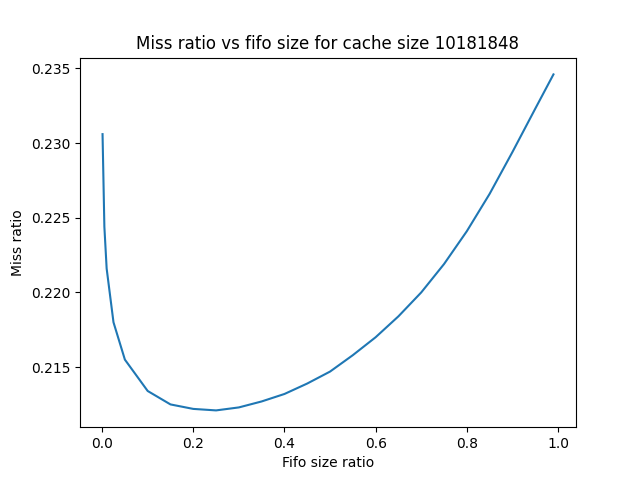 Miss ratio vs fifo size for cache size 10181848
0.235
0.230
0.225
0.220
0.215
Miss ratio
0.0 0.2 0.4 0.6 0.8 1.0
Fifo size ratio